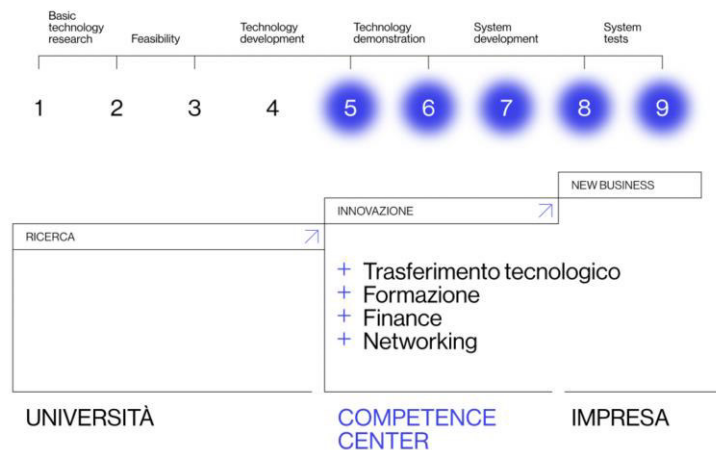 Basic
technology
research
Feasibility
Technology
development
Technology
demonstration
System
development
System
tests
1 2 3 4 5 6 7 8 9
NEW BUSINESS
INNOVAZIONE
RICERCA
+ Trasferimento tecnologico
+ Formazione
+ Finance
+ Networking
UNIVERSITÀ
COMPETENCE
CENTER
IMPRESA